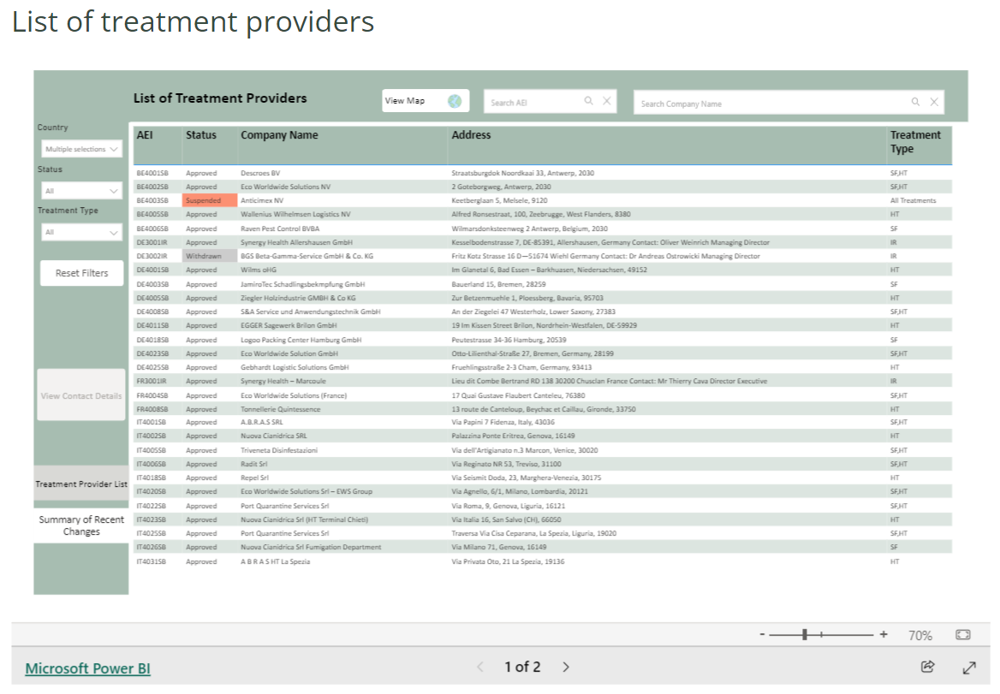 List of treatment providers
List of Treatment Providers
View Map
Search AEI
Search Company Name
Country
Multiple selections
Status
All
Treatment Type
All
Reset Filters
View Contact Details
Treatment Provider List
Summary of Recent
Changes
AEI Status Company Name Address Treatment Type
BE4001SB Approved Descroes BV Straatsburgdok Noordkaai 33, Antwerp, 2030 SF,HT
BE4002SB Approved Eco Worldwide Solutions NV 2 Goteborgweg, Antwerp, 2030 SF,HT
BE4003SB Suspended Anticimex NV Keetberglaan 5, Melsele, 9120 All Treatments
BE4005SB Approved Wallenius Wilhelmsen Logistics NV Alfred Ronsestraat, 100, Zeebrugge, West Flanders, 8380 HT
BE4006SB Approved Raven Pest Control BVBA Wilmarsdonksteenweg 2 Antwerp, Belgium, 2030 SF
DE3001IR Approved Synergy Health Allershausen GmbH Kesselbodenstrasse 7, DE-85391, Allershausen, Germany Contact: Oliver Weinrich Managing Director IR
DE3002IR Withdrawn BGS Beta-Gamma-Service GmbH & Co. KG Fritz Kotz Strasse 16 D—51674 Wiehl Germany Contact: Dr Andreas Ostrowicki Managing Director IR
DE4001SB Approved Wilms oHG Im Glanetal 6, Bad Essen – Barkhuasen, Niedersachsen, 49152 HT
DE4003SB Approved JamiroTec Schadlingsbekmpfung GmbH Bauerland 15, Bremen, 28259 SF
DE4005SB Approved Ziegler Holzindustrie GMBH & Co KG Zur Betzenmuehle 1, Ploessberg, Bavaria, 95703 HT
DE4008SB Approved S&A Service und Anwendungstechnik GmbH An der Ziegelei 47 Westerholz, Lower Saxony, 27383 SF,HT
DE4011SB Approved EGGER Sagewerk Brilon GmbH 19 Im Kissen Street Brilon, Nordrhein-Westfalen, DE-59929 HT
DE4018SB Approved Logoo Packing Center Hamburg GmbH Peutestrasse 34-36 Hamburg, 20539 SF
DE4023SB Approved Eco Worldwide Solution GmbH Otto-Lilienthal-Straße 27, Bremen, Germany, 28199 SF,HT
DE4025SB Approved Gebhardt Logistic Solutions GmbH Fruehlingsstraße 2-3 Cham, Germany, 93413 HT
FR3001IR Approved Synergy Health – Marcoule Lieu dit Combe Bertrand RD 138 30200 Chusclan France Contact: Mr Thierry Cava Director Executive IR
FR4004SB Approved Eco Worldwide Solutions (France) 17 Quai Gustave Flaubert Canteleu, 76380 SF,HT
FR4008SB Approved Tonnellerie Quintessence 13 route de Canteloup, Beychac et Caillau, Gironde, 33750 HT
IT4001SB Approved A.B.R.A.S SRL Via Papini 7 Fidenza, Italy, 43036 SF,HT
IT4002SB Approved Nuova Cianidrica SRL Palazzina Ponte Eritrea, Genova, 16149 HT
IT4005SB Approved Triveneta Disinfestazioni Via dell'Artigianato n.3 Marcon, Venice, 30020 SF,HT
IT4006SB Approved Radit Srl Via Reginato NR 53, Treviso, 31100 SF,HT
IT4018SB Approved Repel Srl Via Seismit Doda, 23, Marghera-Venezia, 30175 HT
IT4020SB Approved Eco Worldwide Solutions Srl – EWS Group Via Agnello, 6/1, Milano, Lombardia, 20121 SF,HT
IT4022SB Approved Port Quarantine Services Srl Via Roma, 9, Genova, Liguria, 16121 SF,HT
IT4023SB Approved Nuova Cianidrica Srl (HT Terminal Chieti) Via Italia 16, San Salvo (CH), 66050 HT
IT4025SB Approved Port Quarantine Services Srl Traversa Via Cisa Ceparana, La Spezia, Liguria, 19020 SF,HT
IT4026SB Approved Nuova Cianidrica Srl Fumigation Department Via Milano 71, Genova, 16149 SF
IT4031SB Approved A B R A S HT La Spezia Via Privata Oto, 21 La Spezia, 19136 HT
- + 70%
Microsoft Power BI
1 of 2